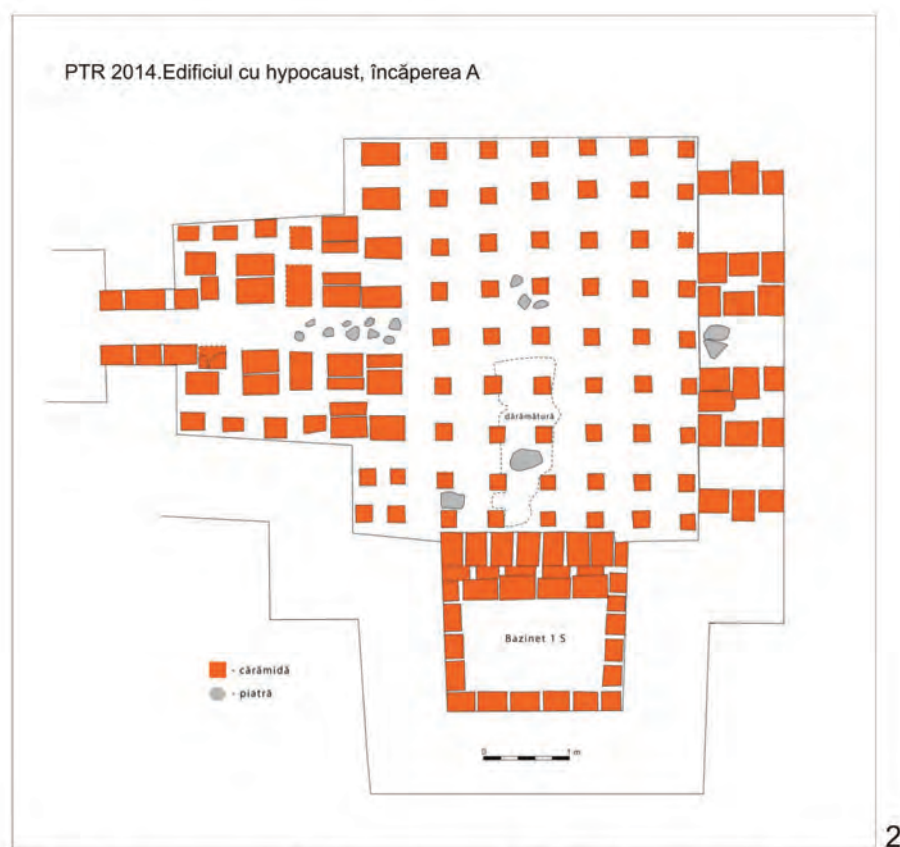 PTR 2014.Edificiul cu hypocaust, încăperea A
dărâmătură
Bazinet 1 S
- cărămidă
- piatră
0 1 m
2